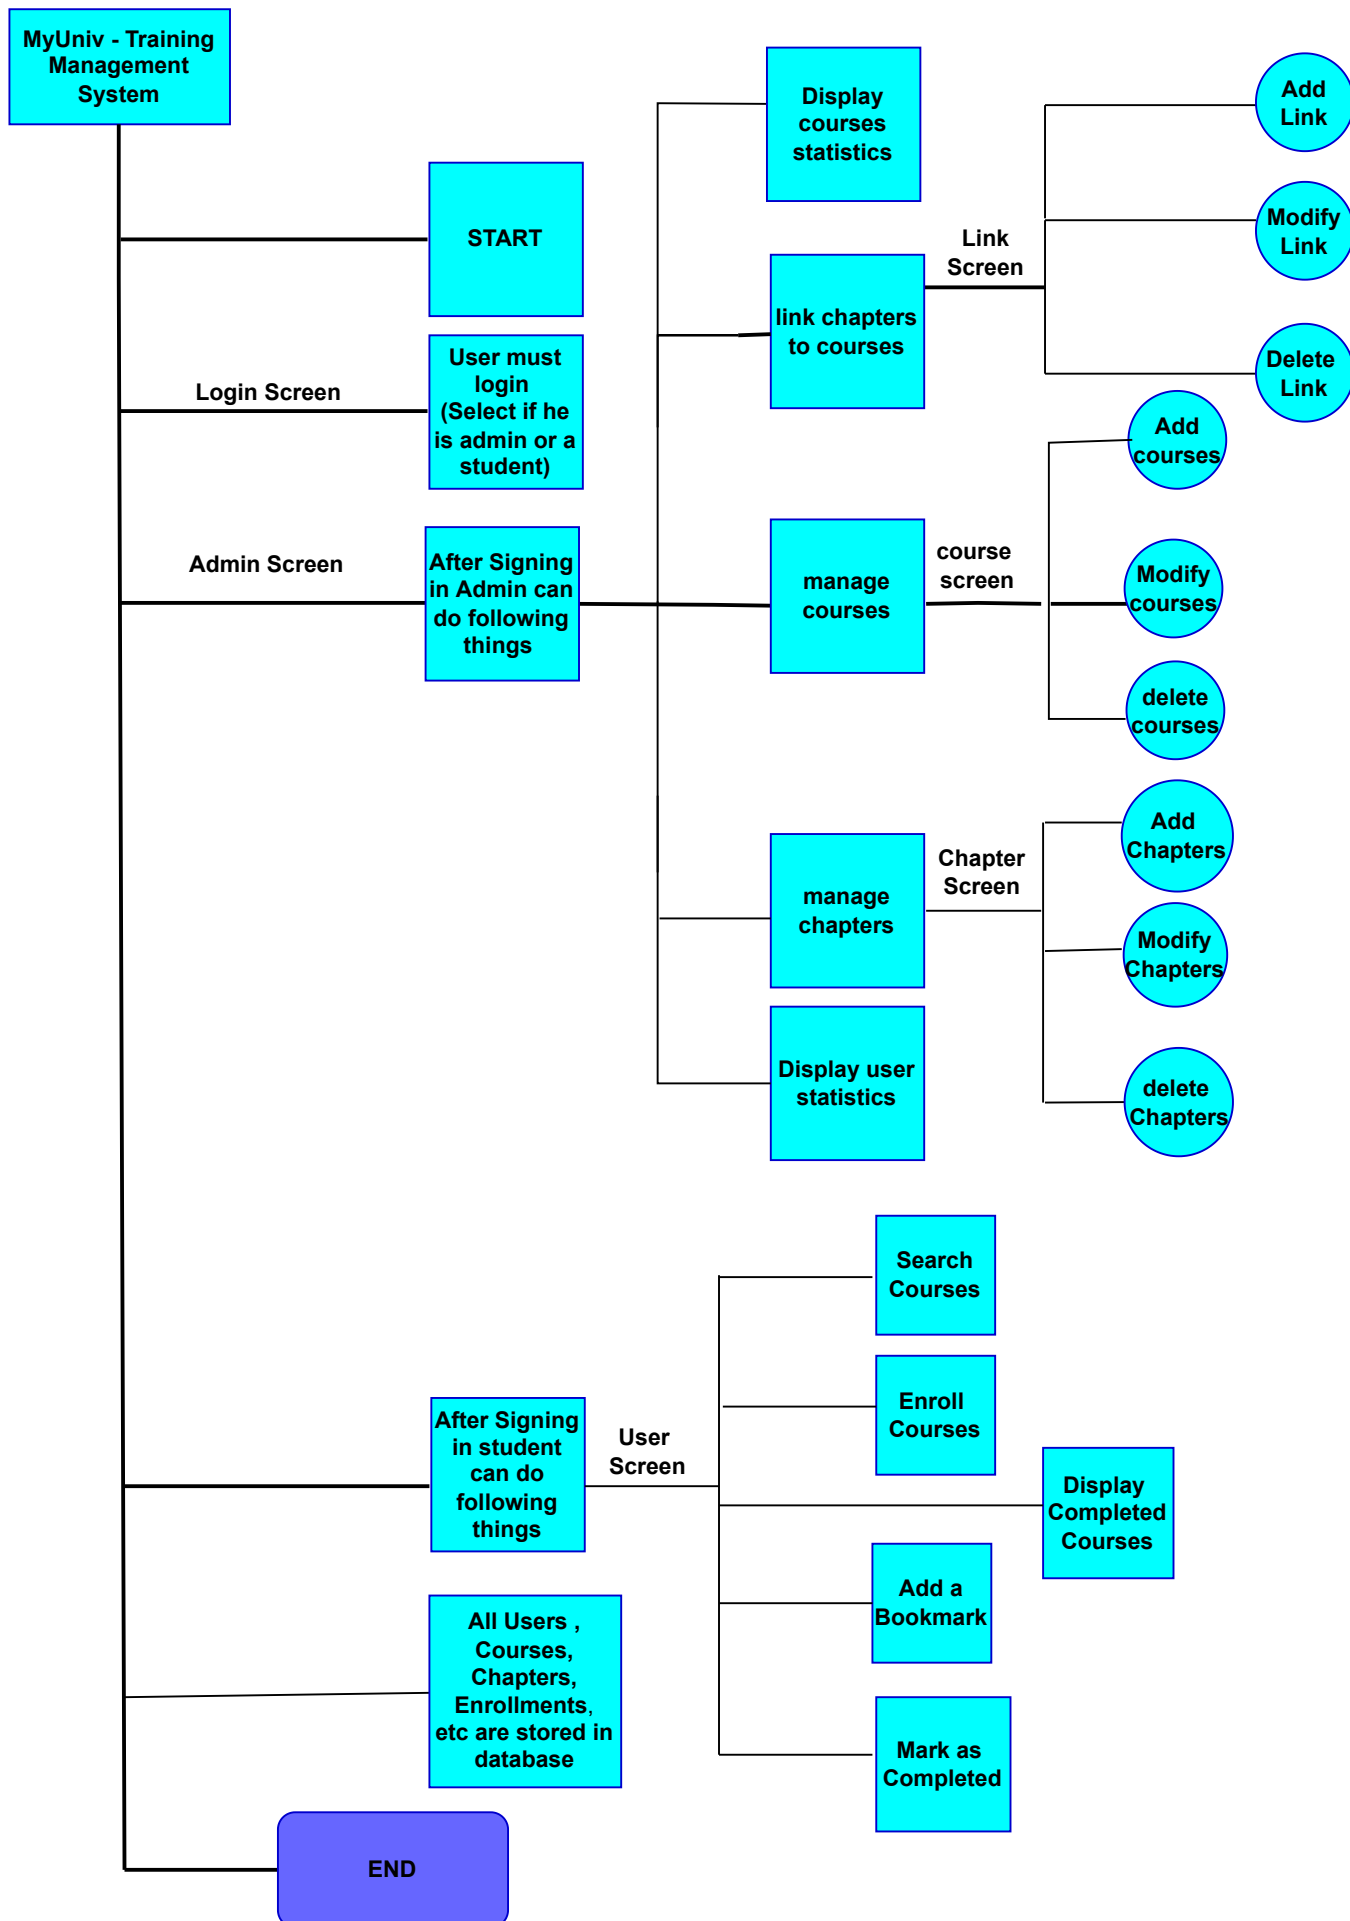 MyUniv - Training
Management
System
START
Login Screen
User must
login
(Select if he
is admin or a
student)
Admin Screen
After Signing
in Admin can
do following
things
Display
courses
statistics
link chapters
to courses
Link
Screen
Add
Link
Modify
Link
Delete
Link
manage
courses
course
screen
Add
courses
Modify
courses
delete
courses
manage
chapters
Chapter
Screen
Add
Chapters
Modify
Chapters
delete
Chapters
Display user
statistics
After Signing
in student
can do
following
things
User
Screen
Search
Courses
Enroll
Courses
Display
Completed
Courses
Add a
Bookmark
Mark as
Completed
All Users ,
Courses,
Chapters,
Enrollments,
etc are stored in
database
END